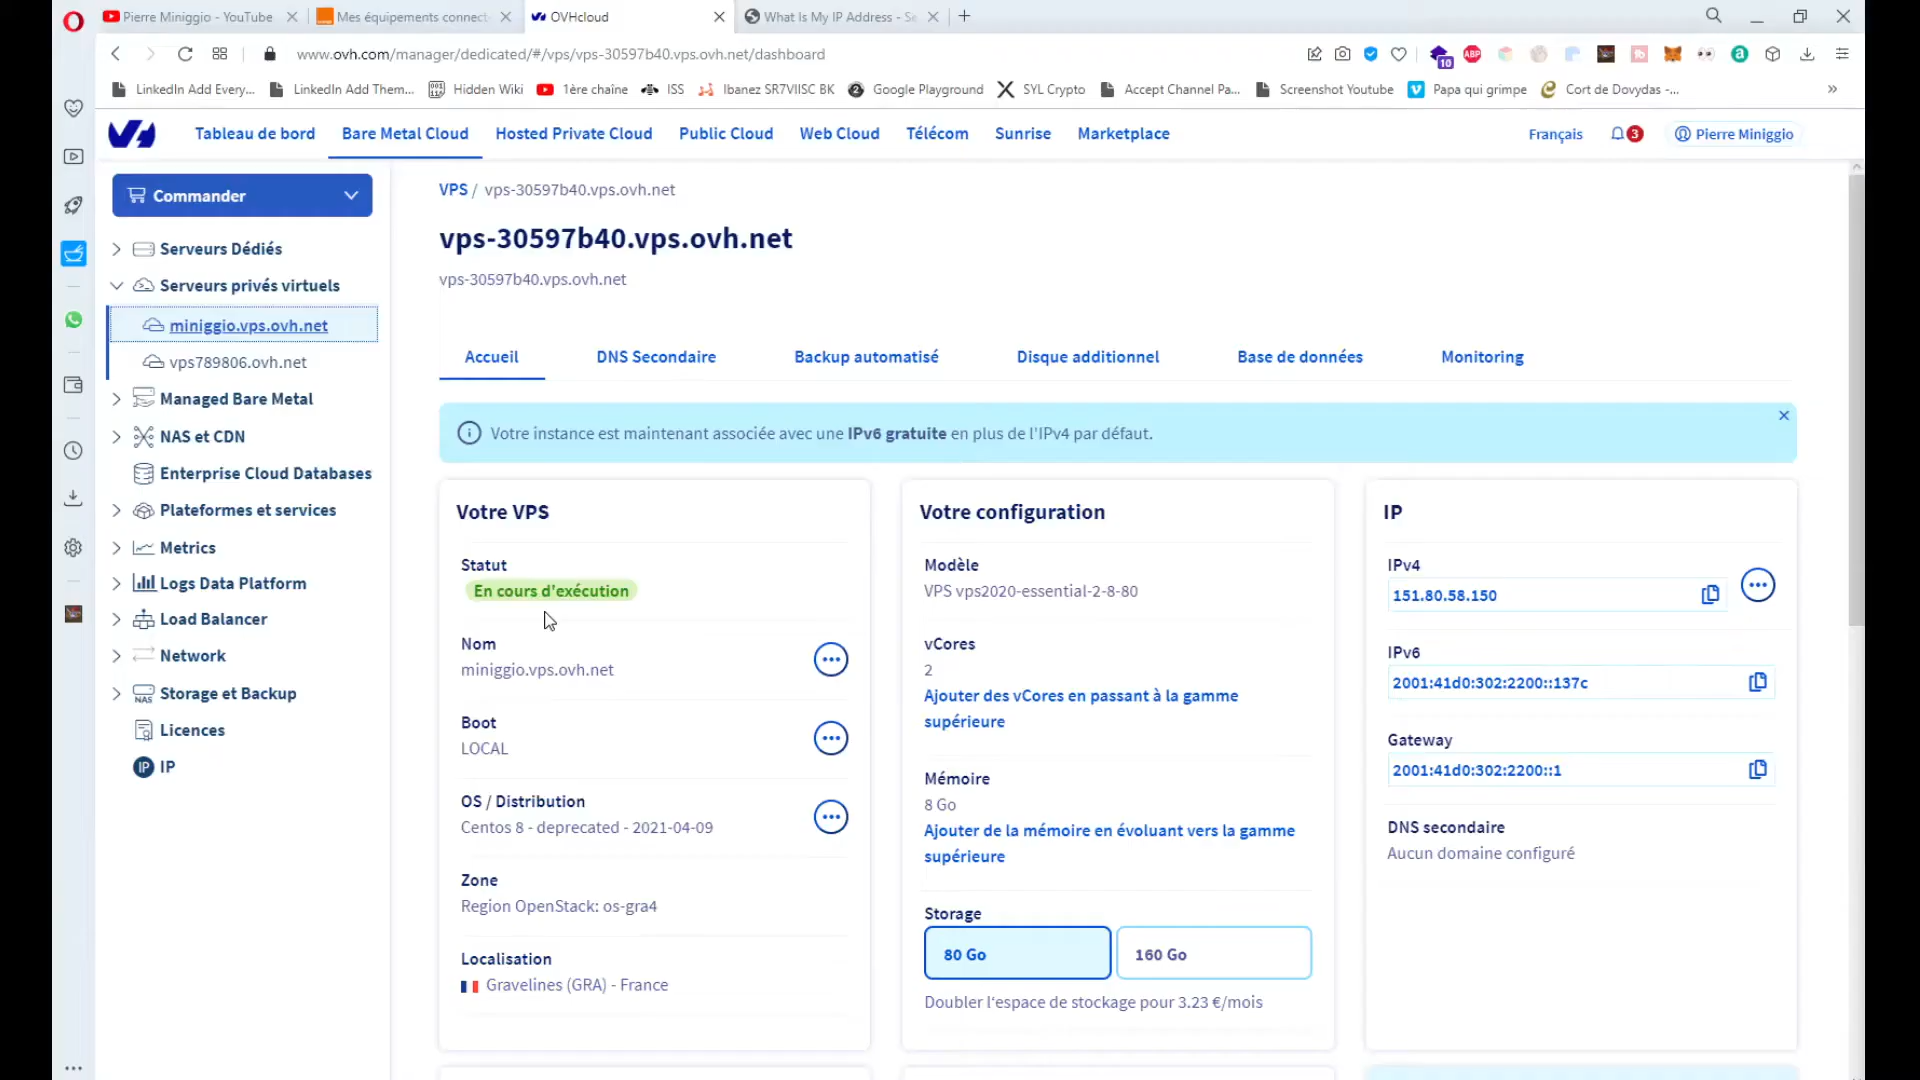 Pierre Miniggio - YouTube
Mes équipements connect
OVHcloud
What Is My IP Address - Se
www.ovh.com/manager/dedicated/#/vps/vps-30597b40.vps.ovh.net/dashboard
10
ABP
LinkedIn Add Every...
LinkedIn Add Them...
Hidden Wiki
1ère chaîne
ISS
Ibanez SR7VIISC BK
Google Playground
SYL Crypto
Accept Channel Pa...
Screenshot Youtube
Papa qui grimpe
Cort de Dovydas -...
Tableau de bord
Bare Metal Cloud
Hosted Private Cloud
Public Cloud
Web Cloud
Télécom
Sunrise
Marketplace
Français
3
Pierre Miniggio
Commander
Serveurs Dédiés
Serveurs privés virtuels
miniggio.vps.ovh.net
vps789806.ovh.net
Managed Bare Metal
NAS et CDN
Enterprise Cloud Databases
Plateformes et services
Metrics
Logs Data Platform
Load Balancer
Network
NAS
Storage et Backup
Licences
IP
IP
VPS / vps-30597b40.vps.ovh.net
vps-30597b40.vps.ovh.net
vps-30597b40.vps.ovh.net
Accueil
DNS Secondaire
Backup automatisé
Disque additionnel
Base de données
Monitoring
Votre instance est maintenant associée avec une IPv6 gratuite en plus de l'IPv4 par défaut.
Votre VPS
Statut
En cours d'exécution
Nom
miniggio.vps.ovh.net
Boot
LOCAL
OS / Distribution
Centos 8 - deprecated - 2021-04-09
Zone
Region OpenStack: os-gra4
Localisation
Gravelines (GRA) - France
Votre configuration
Modèle
VPS vps2020-essential-2-8-80
vCores
2
Ajouter des vCores en passant à la gamme
supérieure
Mémoire
8 Go
Ajouter de la mémoire en évoluant vers la gamme
supérieure
Storage
80 Go
160 Go
Doubler l'espace de stockage pour 3.23 €/mois
IP
IPv4
151.80.58.150
IPv6
2001:41d0:302:2200::137c
Gateway
2001:41d0:302:2200::1
DNS secondaire
Aucun domaine configuré